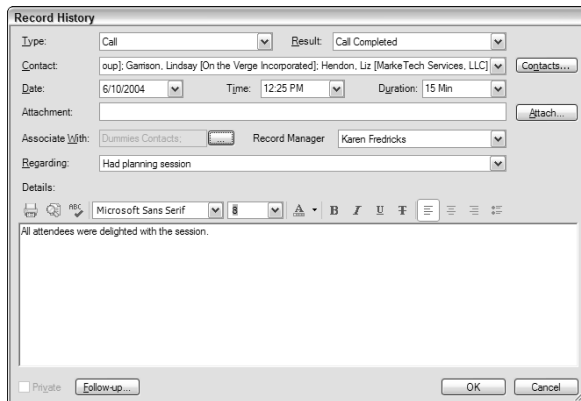 Record History
Type: Call Result: Call Completed
Contact: oup]; Garrison, Lindsay [On the Verge Incorporated]; Hendon, Liz [MarkeTech Services, LLC] Contacts...
Date: 6/10/2004 Time: 12:25 PM Duration: 15 Min
Attachment: Attach...
Associate With: Dummies Contacts; ... Record Manager Karen Fredricks
Regarding: Had planning session
Details:
ABC Microsoft Sans Serif 8 A B I U T
All attendees were delighted with the session.
Private Follow-up... OK Cancel